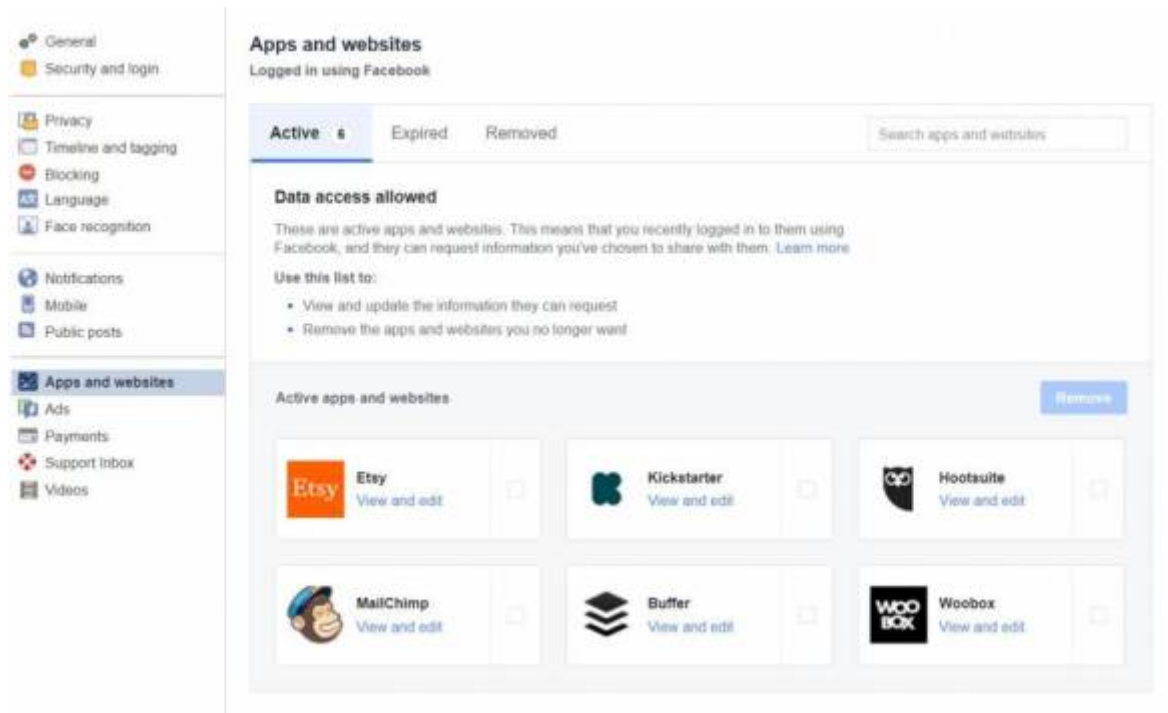 General
Security and login
Privacy
Timeline and tagging
Blocking
Language
Face recognition
Notifications
Mobile
Public posts
Apps and websites
Ads
Payments
Support Inbox
Videos
Apps and websites
Logged in using Facebook
Active 6 Expired Removed
Search apps and websites
Data access allowed
These are active apps and websites. This means that you recently logged in to them using
Facebook, and they can request information you've chosen to share with them. Learn more
Use this list to:
• View and update the information they can request
• Remove the apps and websites you no longer want
Active apps and websites
Remove
Etsy
Etsy
View and edit
Kickstarter
View and edit
Hootsuite
View and edit
MailChimp
View and edit
Buffer
View and edit
WOO
BOX
Woobox
View and edit